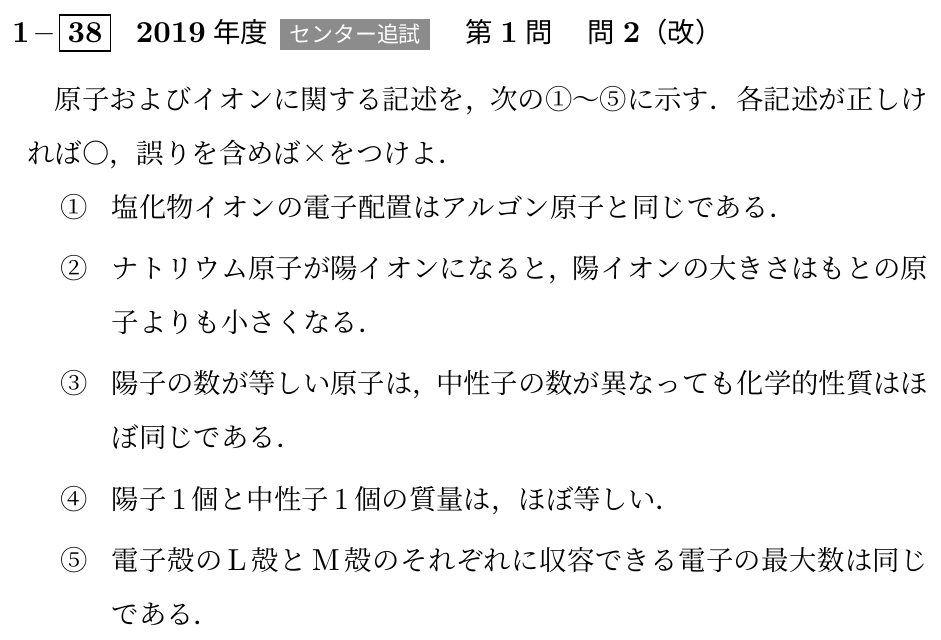 1－38　2019 年度　センター追試　第 1 問　問 2（改）
原子およびイオンに関する記述を，次の①～⑤に示す．各記述が正しけ
れば○，誤りを含めば×をつけよ．
①　塩化物イオンの電子配置はアルゴン原子と同じである．
②　ナトリウム原子が陽イオンになると，陽イオンの大きさはもとの原
子よりも小さくなる．
③　陽子の数が等しい原子は，中性子の数が異なっても化学的性質はほ
ぼ同じである．
④　陽子１個と中性子１個の質量は，ほぼ等しい．
⑤　電子殻のＬ殻とＭ殻のそれぞれに収容できる電子の最大数は同じ
である．